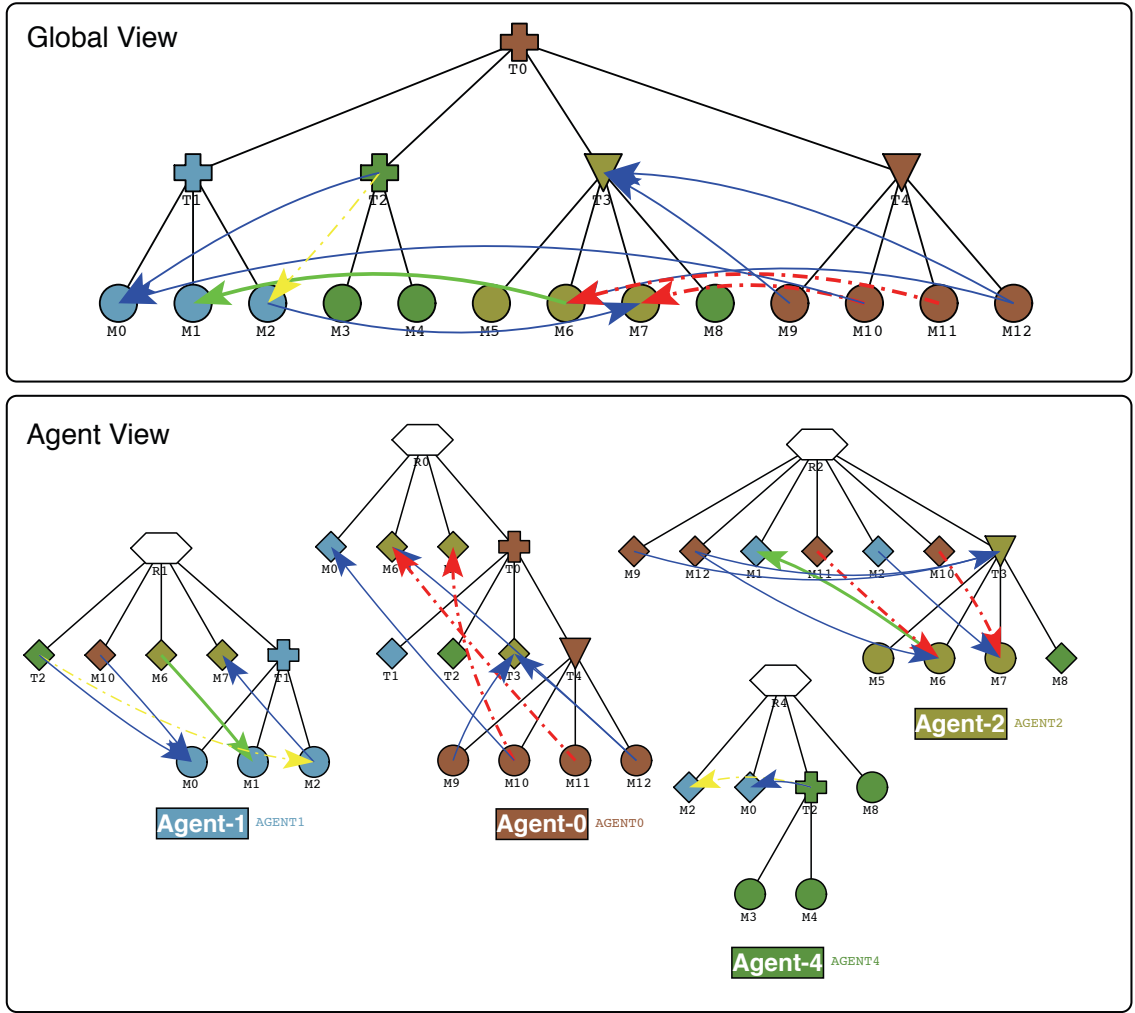 Global View
T0
T1
T2
T3
T4
M0
M1
M2
M3
M4
M5
M6
M7
M8
M9
M10
M11
M12
Agent View
R0
M0
M6
T0
T1
T2
T3
T4
M9
M10
M11
M12
Agent-0 AGENT0
R1
T2
M10
M6
M7
T1
M0
M1
M2
Agent-1 AGENT1
R2
M9
M12
M1
M11
M2
M10
T3
M5
M6
M7
M8
Agent-2 AGENT2
R4
M2
M0
T2
M8
M3
M4
Agent-4 AGENT4